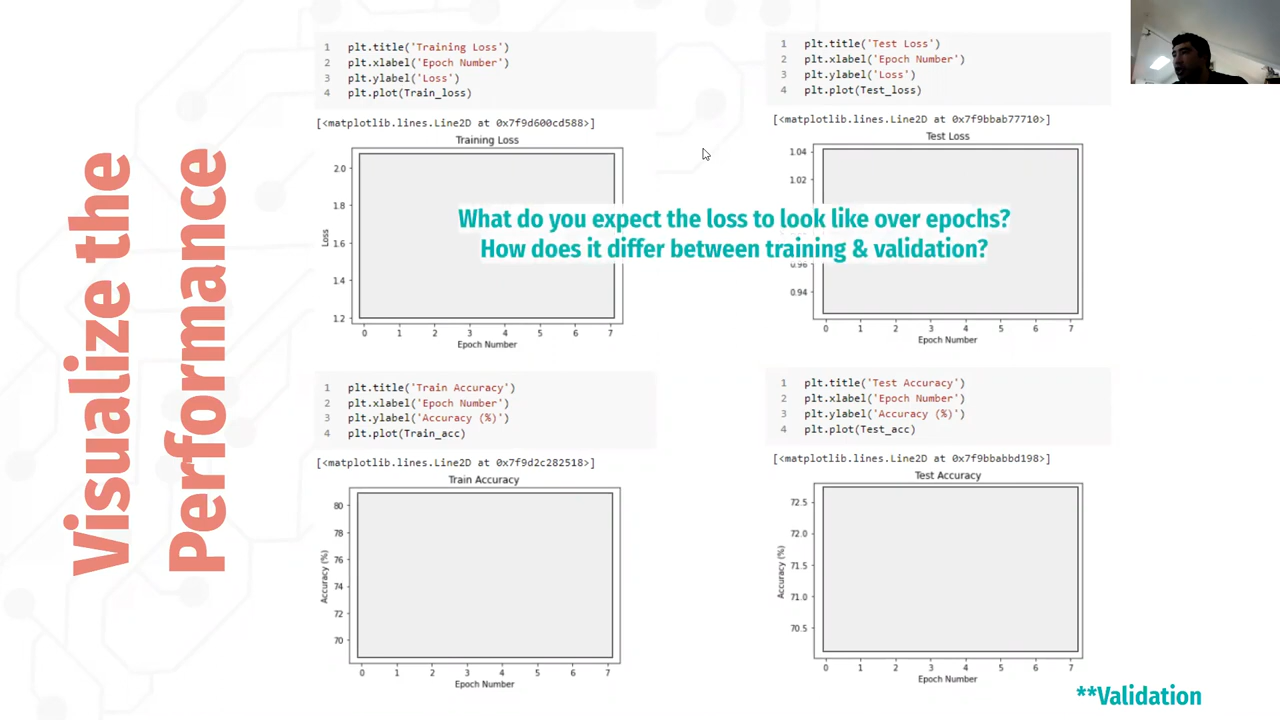 Visualize the
Performance
1 plt.title('Training Loss')
2 plt.xlabel('Epoch Number')
3 plt.ylabel('Loss')
4 plt.plot(Train_loss)
[<matplotlib.lines.Line2D at 0x7f9d600cd588>]
Training Loss
2.0
1.8
1.6
1.4
1.2
Loss
0 1 2 3 4 5 6 7
Epoch Number
1 plt.title('Test Loss')
2 plt.xlabel('Epoch Number')
3 plt.ylabel('Loss')
4 plt.plot(Test_loss)
[<matplotlib.lines.Line2D at 0x7f9bbab77710>]
Test Loss
1.04
1.02
0.96
0.94
0 1 2 3 4 5 6 7
Epoch Number
What do you expect the loss to look like over epochs?
How does it differ between training & validation?
1 plt.title('Train Accuracy')
2 plt.xlabel('Epoch Number')
3 plt.ylabel('Accuracy (%)')
4 plt.plot(Train_acc)
[<matplotlib.lines.Line2D at 0x7f9d2c282518>]
Train Accuracy
80
78
76
74
72
70
Accuracy (%)
0 1 2 3 4 5 6 7
Epoch Number
1 plt.title('Test Accuracy')
2 plt.xlabel('Epoch Number')
3 plt.ylabel('Accuracy (%)')
4 plt.plot(Test_acc)
[<matplotlib.lines.Line2D at 0x7f9bbabbd198>]
Test Accuracy
72.5
72.0
71.5
71.0
70.5
Accuracy (%)
0 1 2 3 4 5 6 7
Epoch Number
**Validation